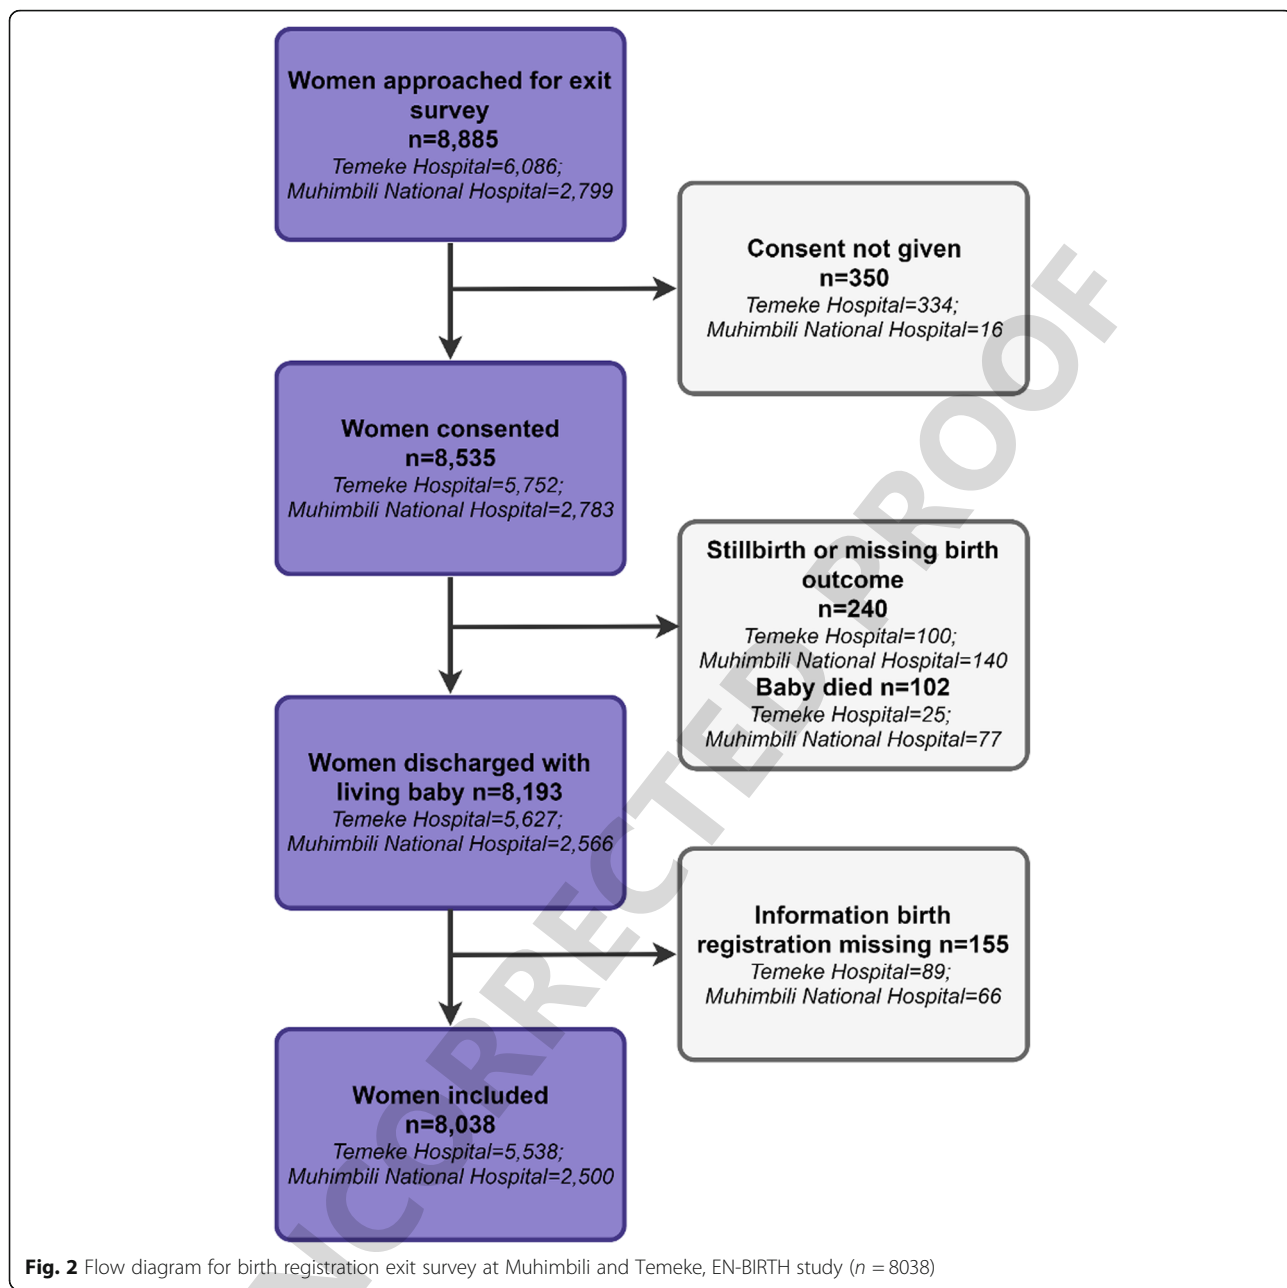 Women approached for exit
survey
n=8,885
Temeke Hospital=6,086;
Muhimbili National Hospital=2,799
Consent not given
n=350
Temeke Hospital=334;
Muhimbili National Hospital=16
Women consented
n=8,535
Temeke Hospital=5,752;
Muhimbili National Hospital=2,783
Stillbirth or missing birth
outcome
n=240
Temeke Hospital=100;
Muhimbili National Hospital=140
Baby died n=102
Temeke Hospital=25;
Muhimbili National Hospital=77
Women discharged with
living baby n=8,193
Temeke Hospital=5,627;
Muhimbili National Hospital=2,566
Information birth
registration missing n=155
Temeke Hospital=89;
Muhimbili National Hospital=66
Women included
n=8,038
Temeke Hospital=5,538;
Muhimbili National Hospital=2,500
Fig. 2 Flow diagram for birth registration exit survey at Muhimbili and Temeke, EN-BIRTH study (n = 8038)
NCORRECTED PROOF